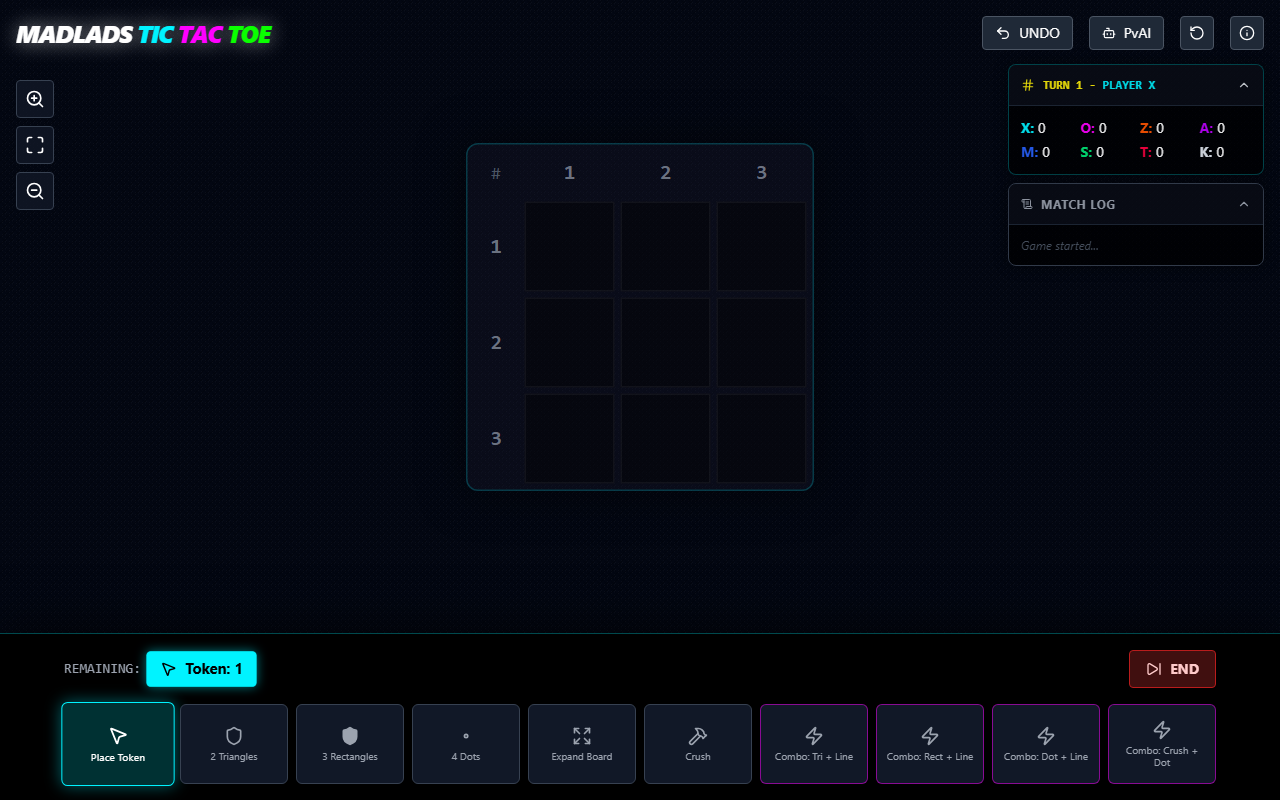 MADLADS TIC TAC TOE
UNDO
PvAI
# TURN 1 - PLAYER X
X: 0 O: 0 Z: 0 A: 0
M: 0 S: 0 T: 0 K: 0
MATCH LOG
Game started...
# 1 2 3
1
2
3
REMAINING: Token: 1
END
Place Token
2 Triangles
3 Rectangles
4 Dots
Expand Board
Crush
Combo: Tri + Line
Combo: Rect + Line
Combo: Dot + Line
Combo: Crush +
Dot